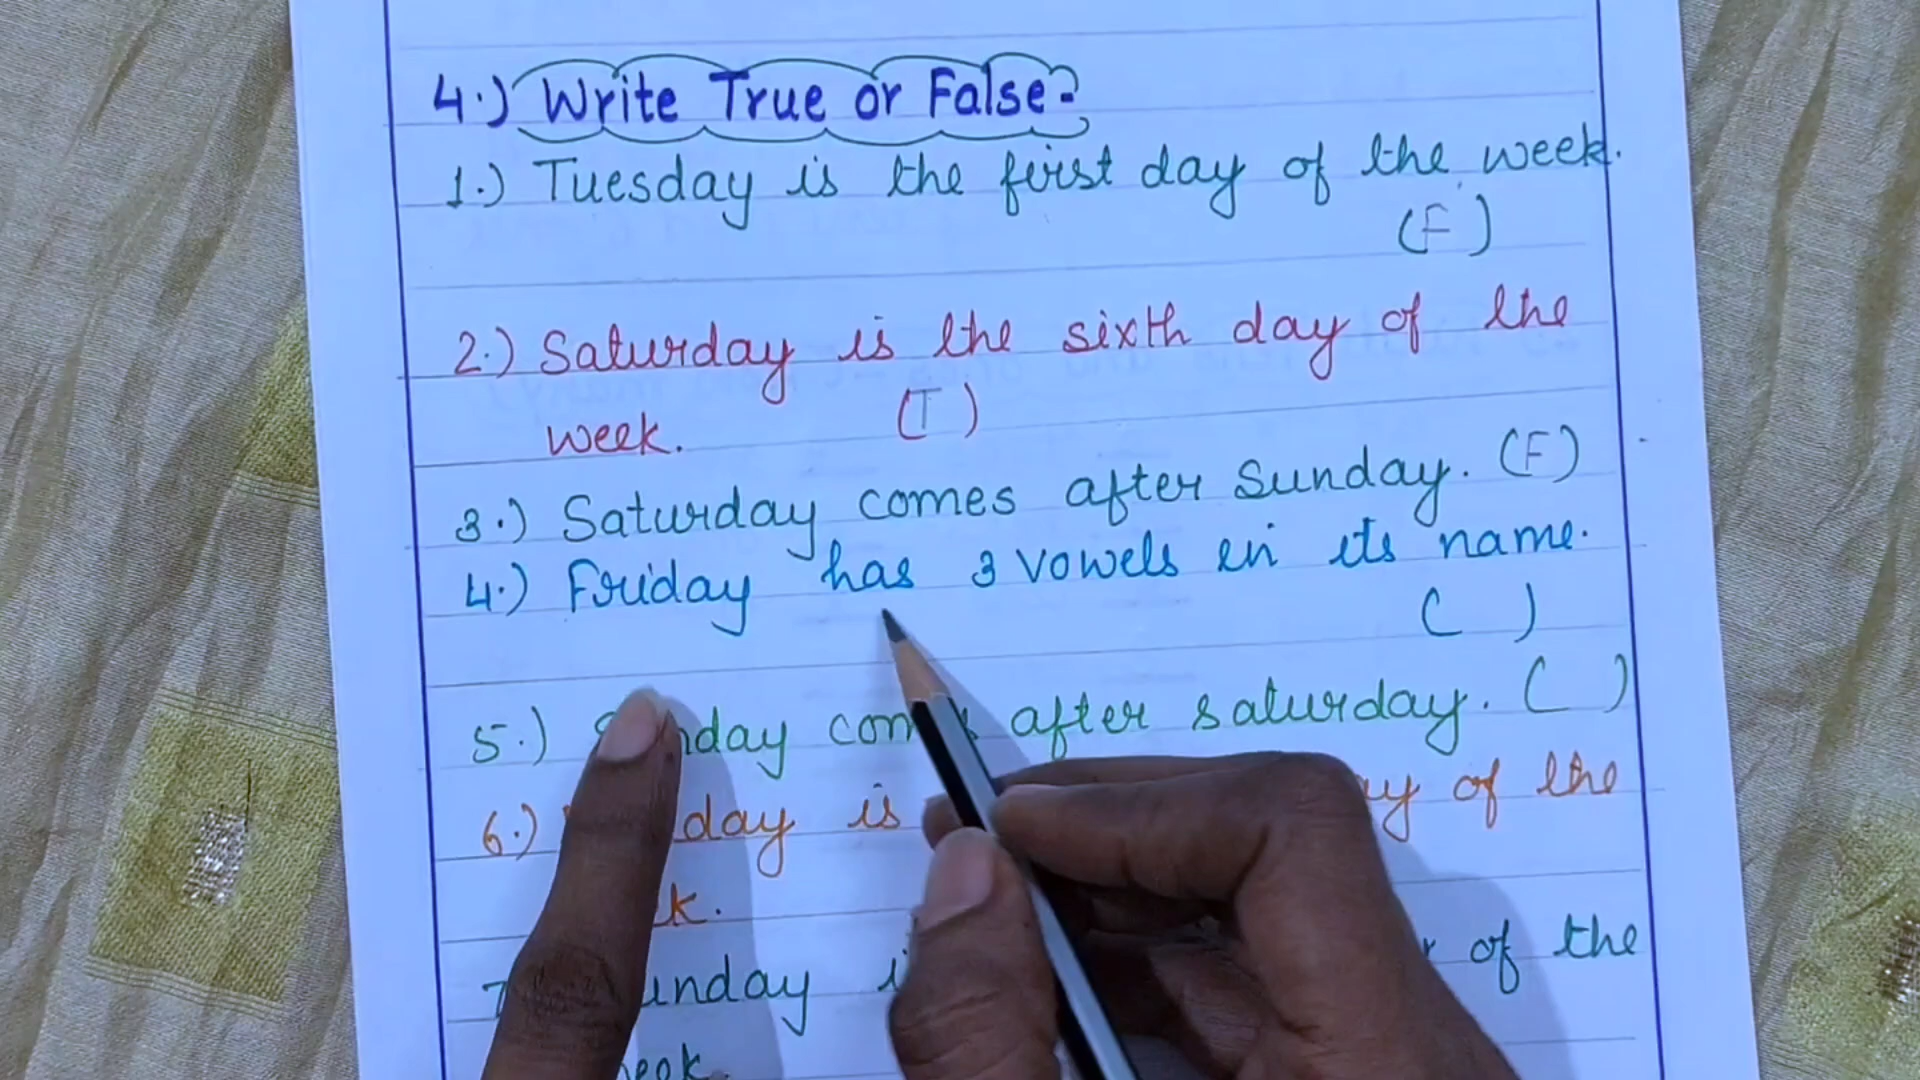 4.) Write True or False?
1.) Tuesday is the first day of the week.
(F)
2.) Saturday is the sixth day of the
week. (T)
3.) Saturday comes after Sunday. (F)
4.) Friday has 3 vowels in its name.
( )
5.) after saturday. ( )
6.) is of the
7 of the